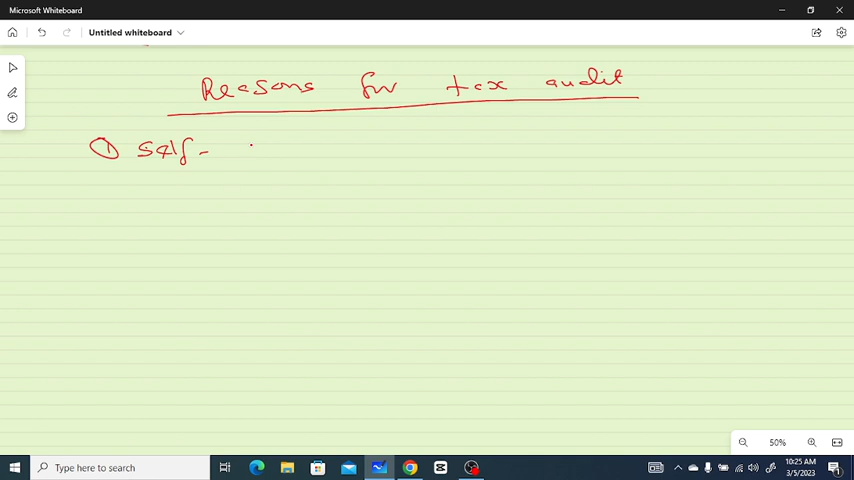 Microsoft Whiteboard
Untitled whiteboard
Reasons for tax audit
① Self-
50%
Type here to search
10:25 AM
3/5/2023
1